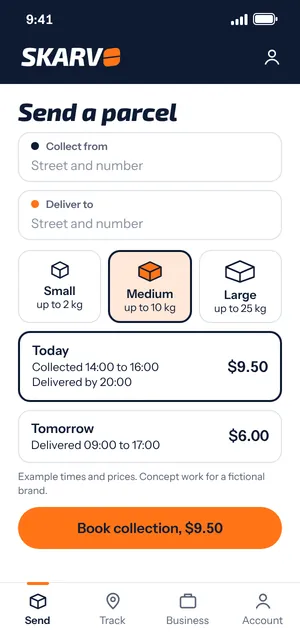 9:41
SKARVO
Send a parcel
Collect from
Street and number
Deliver to
Street and number
Small
up to 2 kg
Medium
up to 10 kg
Large
up to 25 kg
Today
Collected 14:00 to 16:00
Delivered by 20:00
$9.50
Tomorrow
Delivered 09:00 to 17:00
$6.00
Example times and prices. Concept work for a fictional
brand.
Book collection, $9.50
Send
Track
Business
Account